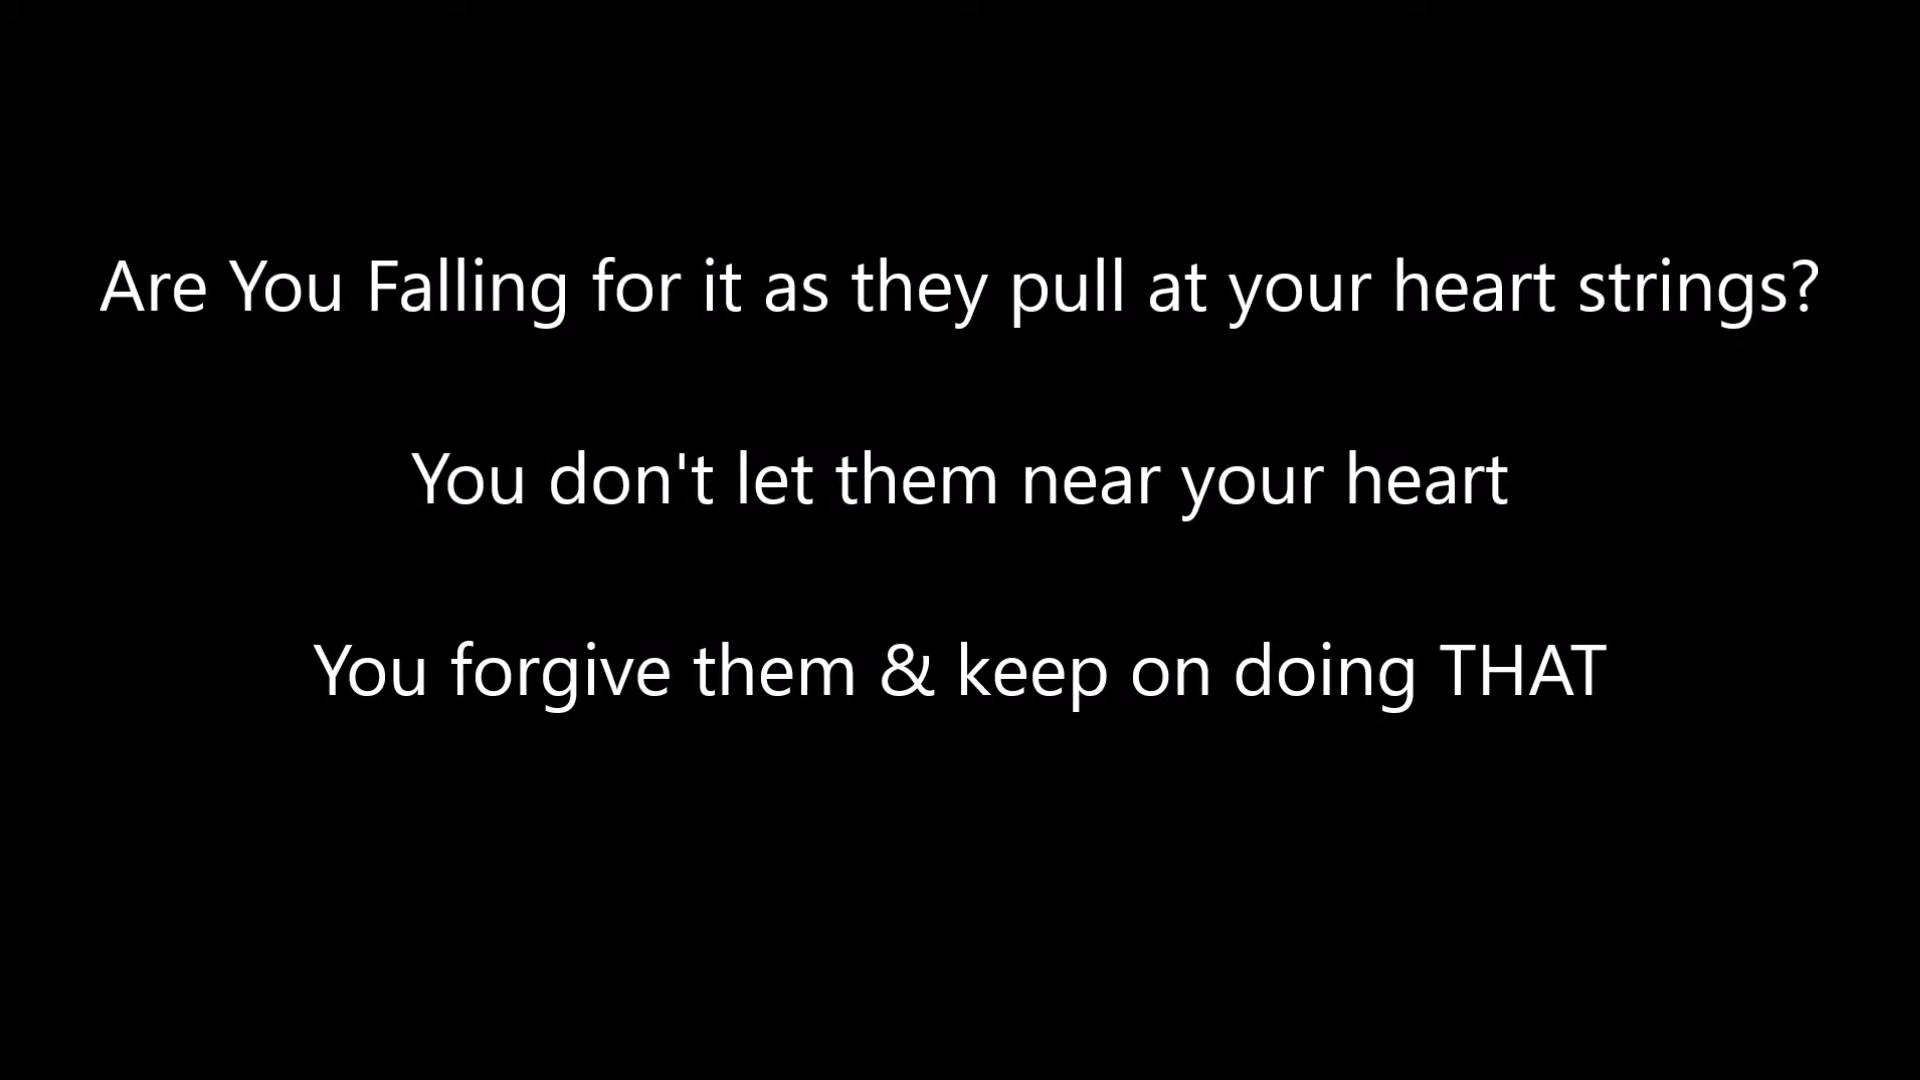 Are You Falling for it as they pull at your heart strings?
You don't let them near your heart
You forgive them & keep on doing THAT